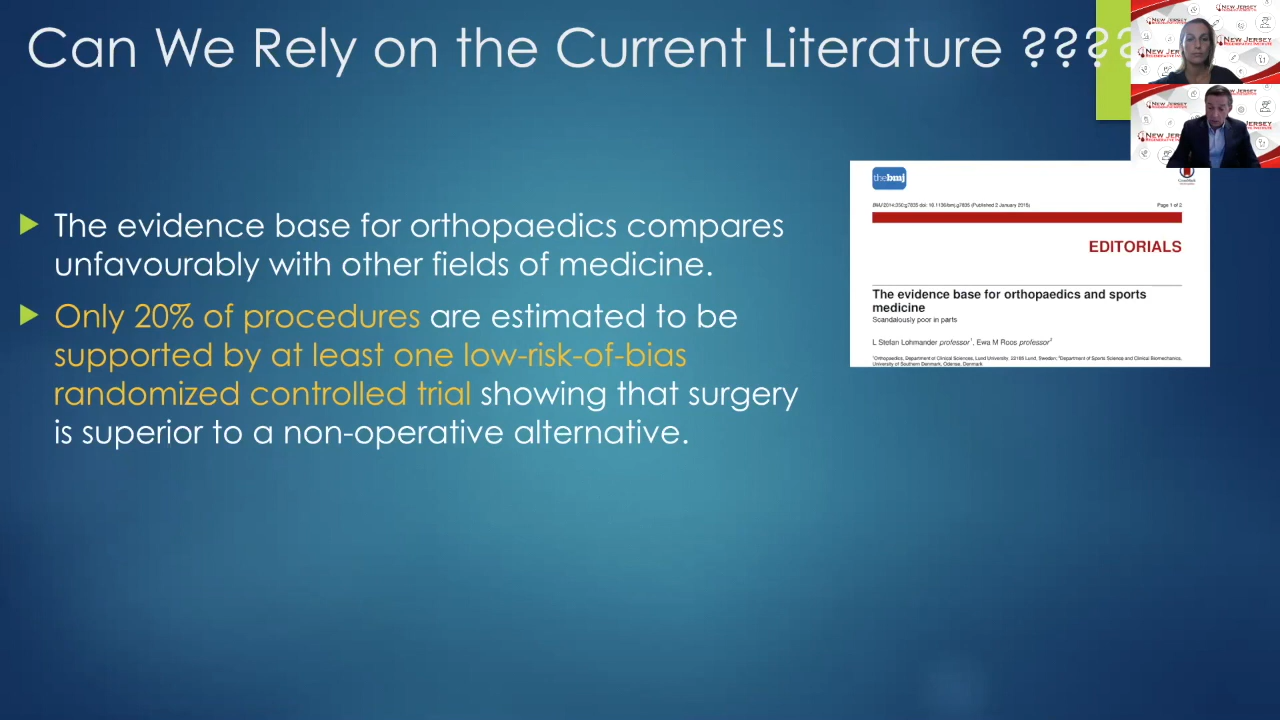 Can We Rely on the Current Literature ????
The evidence base for orthopaedics compares
unfavourably with other fields of medicine.
Only 20% of procedures are estimated to be
supported by at least one low-risk-of-bias
randomized controlled trial showing that surgery
is superior to a non-operative alternative.
thebmj
BMJ 2014;350:g7835 doi: 10.1136/bmj.g7835 (Published 2 January 2015)
Page 1 of 2
EDITORIALS
The evidence base for orthopaedics and sports
medicine
Scandalously poor in parts
L Stefan Lohmander professor1, Ewa M Roos professor2
1Orthopaedics, Department of Clinical Sciences, Lund University, 22185 Lund, Sweden; 2Department of Sports Science and Clinical Biomechanics,
University of Southern Denmark, Odense, Denmark
NEW JERSEY